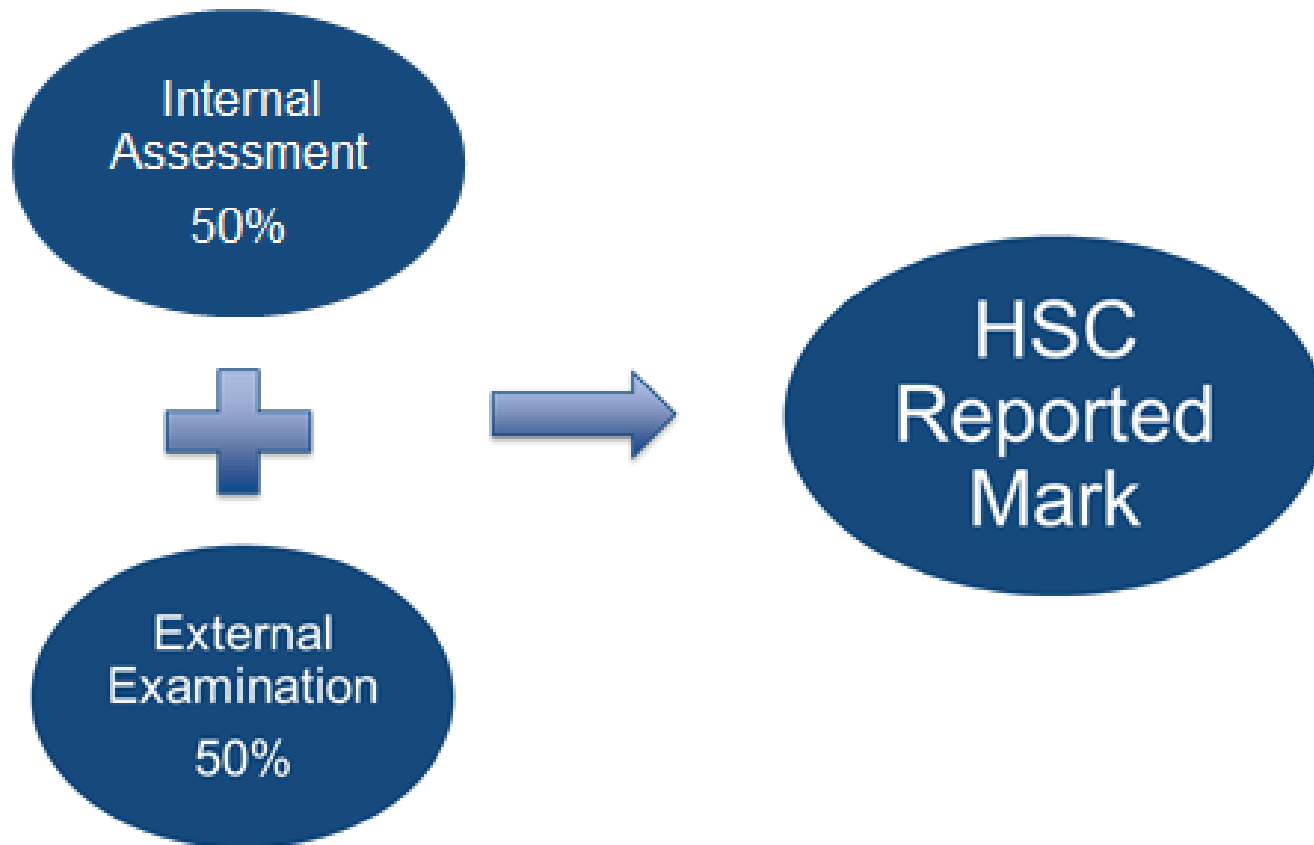 Internal
Assessment
50%
External
Examination
50%
HSC
Reported
Mark